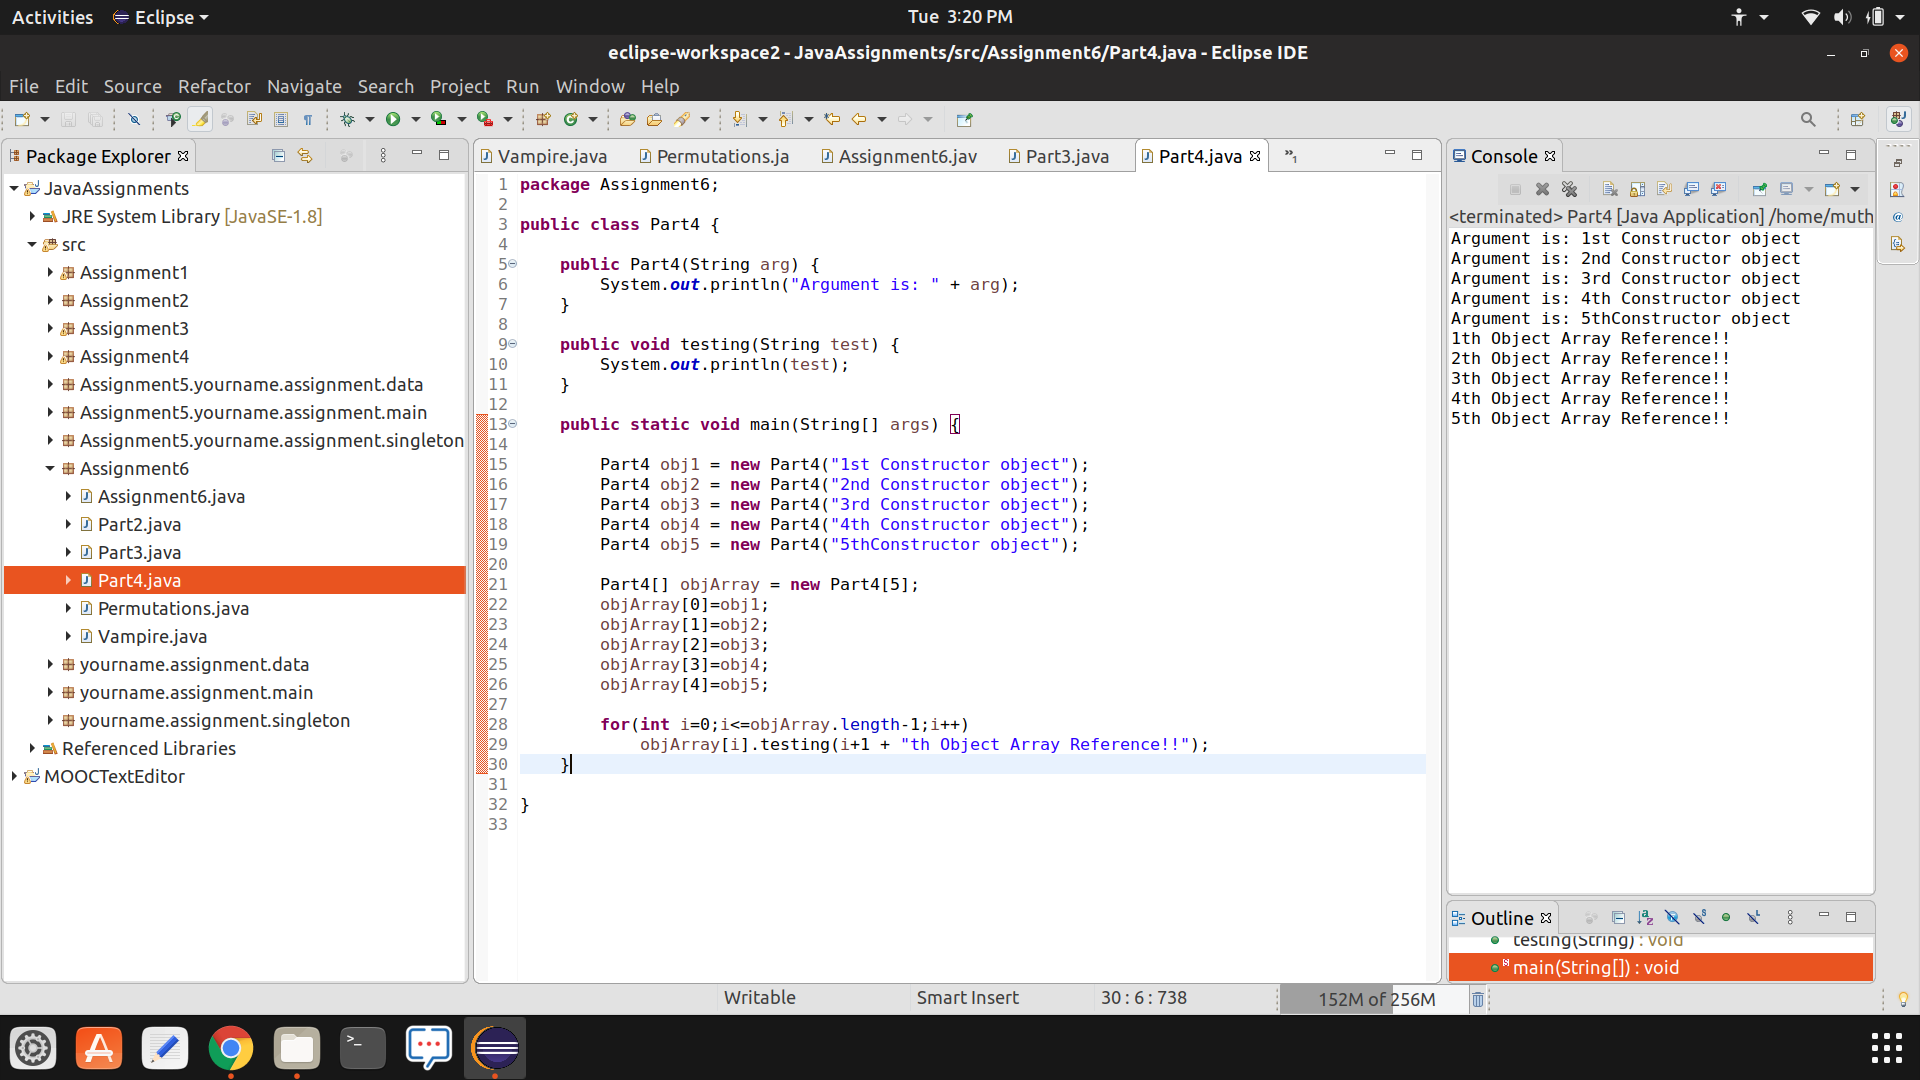 Activities Eclipse Tue 3:20 PM
eclipse-workspace2 - JavaAssignments/src/Assignment6/Part4.java - Eclipse IDE
File Edit Source Refactor Navigate Search Project Run Window Help
Package Explorer
JavaAssignments
JRE System Library [JavaSE-1.8]
src
Assignment1
Assignment2
Assignment3
Assignment4
Assignment5.yourname.assignment.data
Assignment5.yourname.assignment.main
Assignment5.yourname.assignment.singleton
Assignment6
Assignment6.java
Part2.java
Part3.java
Part4.java
Permutations.java
Vampire.java
yourname.assignment.data
yourname.assignment.main
yourname.assignment.singleton
Referenced Libraries
MOOCTextEditor
Vampire.java Permutations.ja Assignment6.jav Part3.java Part4.java »1
1 package Assignment6;
2
3 public class Part4 {
4
5 public Part4(String arg) {
6 System.out.println("Argument is: " + arg);
7 }
8
9 public void testing(String test) {
10 System.out.println(test);
11 }
12
13 public static void main(String[] args) {
14
15 Part4 obj1 = new Part4("1st Constructor object");
16 Part4 obj2 = new Part4("2nd Constructor object");
17 Part4 obj3 = new Part4("3rd Constructor object");
18 Part4 obj4 = new Part4("4th Constructor object");
19 Part4 obj5 = new Part4("5thConstructor object");
20
21 Part4[] objArray = new Part4[5];
22 objArray[0]=obj1;
23 objArray[1]=obj2;
24 objArray[2]=obj3;
25 objArray[3]=obj4;
26 objArray[4]=obj5;
27
28 for(int i=0;i<=objArray.length-1;i++)
29 objArray[i].testing(i+1 + "th Object Array Reference!!");
30 }
31
32 }
33
Console
<terminated> Part4 [Java Application] /home/muth
Argument is: 1st Constructor object
Argument is: 2nd Constructor object
Argument is: 3rd Constructor object
Argument is: 4th Constructor object
Argument is: 5thConstructor object
1th Object Array Reference!!
2th Object Array Reference!!
3th Object Array Reference!!
4th Object Array Reference!!
5th Object Array Reference!!
Outline
testing(String) : void
main(String[]) : void
Writable Smart Insert 30 : 6 : 738 152M of 256M